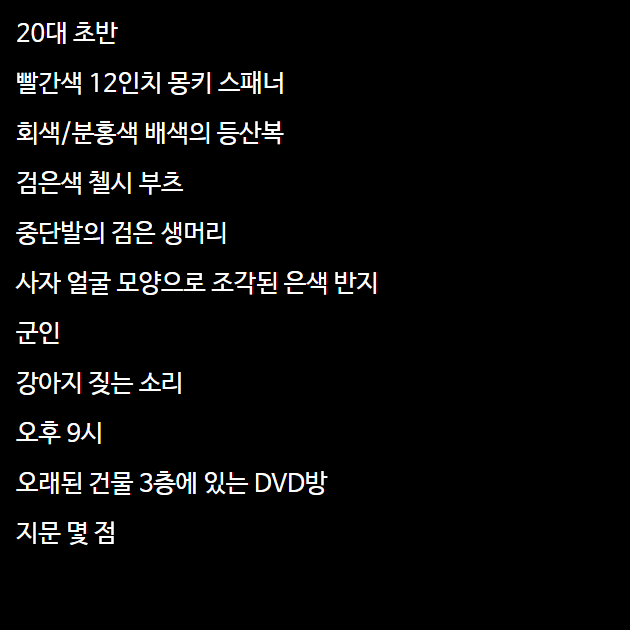 20대 초반
빨간색 12인치 몽키 스패너
회색/분홍색 배색의 등산복
검은색 첼시 부츠
중단발의 검은 생머리
사자 얼굴 모양으로 조각된 은색 반지
군인
강아지 짖는 소리
오후 9시
오래된 건물 3층에 있는 DVD방
지문 몇 점